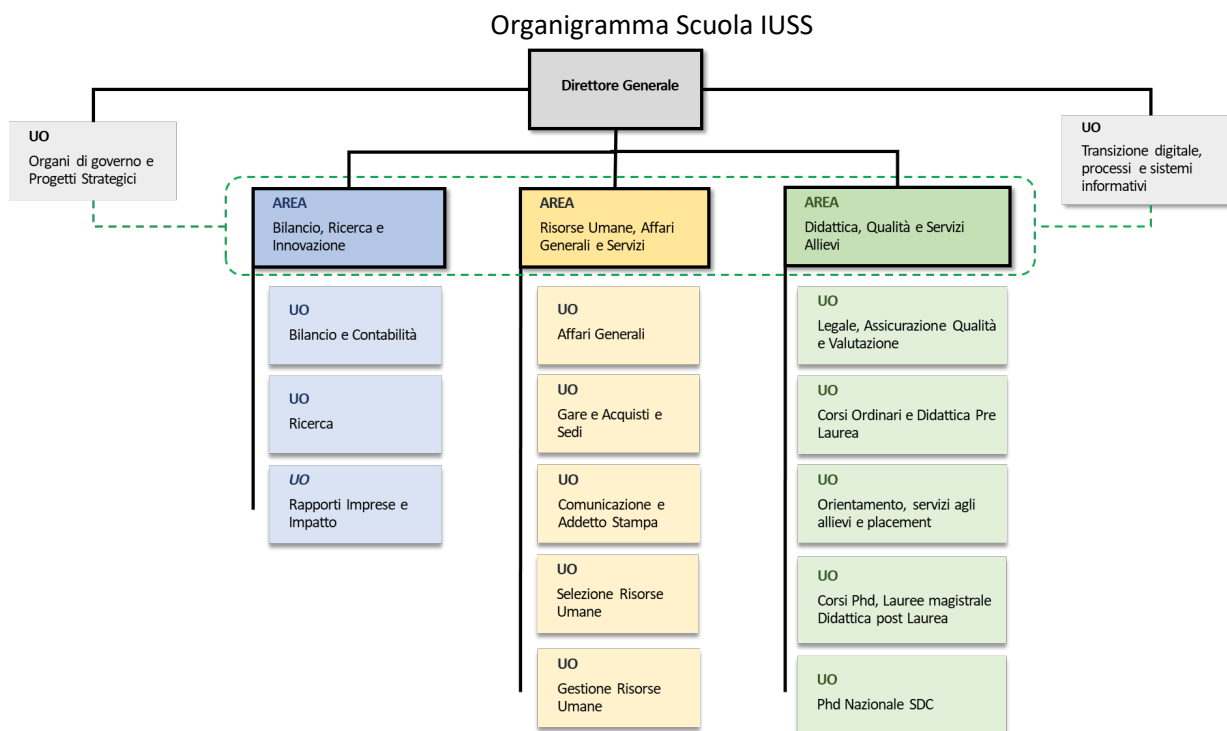 Organigramma Scuola IUSS
Direttore Generale
UO
Organi di governo e
Progetti Strategici
UO
Transizione digitale,
processi e sistemi
informativi
AREA
Bilancio, Ricerca e
Innovazione
AREA
Risorse Umane, Affari
Generali e Servizi
AREA
Didattica, Qualità e Servizi
Allievi
UO
Bilancio e Contabilità
UO
Ricerca
UO
Rapporti Imprese e
Impatto
UO
Affari Generali
UO
Gare e Acquisti e
Sedi
UO
Comunicazione e
Addetto Stampa
UO
Selezione Risorse
Umane
UO
Gestione Risorse
Umane
UO
Legale, Assicurazione Qualità
e Valutazione
UO
Corsi Ordinari e Didattica Pre
Laurea
UO
Orientamento, servizi agli
allievi e placement
UO
Corsi Phd, Lauree magistrale
Didattica post Laurea
UO
Phd Nazionale SDC